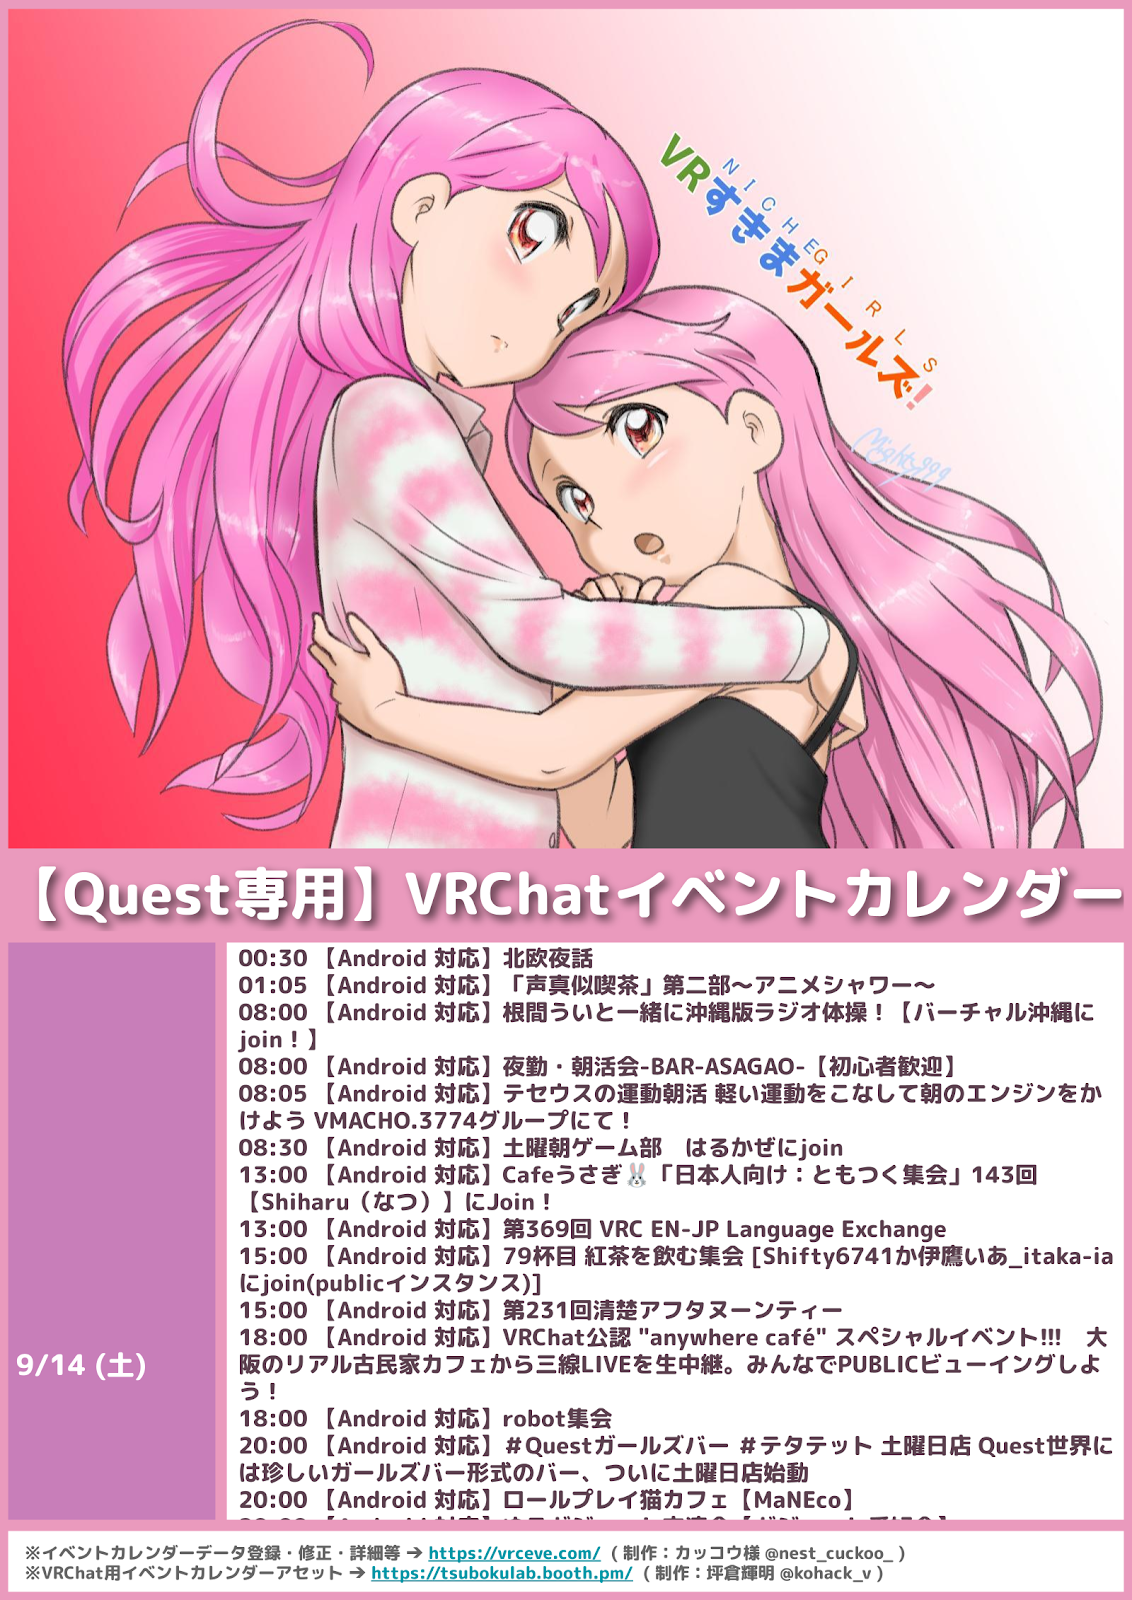 NICHE GIRLS
VRすきまガールズ!
Mighty999
【Quest専用】VRChatイベントカレンダー
9/14 (土)
00:30 【Android 対応】北欧夜話
01:05 【Android 対応】「声真似喫茶」第二部〜アニメシャワー〜
08:00 【Android 対応】根間ういと一緒に沖縄版ラジオ体操！【バーチャル沖縄に
join！】
08:00 【Android 対応】夜勤・朝活会-BAR-ASAGAO-【初心者歓迎】
08:05 【Android 対応】テセウスの運動朝活 軽い運動をこなして朝のエンジンをか
けよう VMACHO.3774グループにて！
08:30 【Android 対応】土曜朝ゲーム部　はるかぜにjoin
13:00 【Android 対応】Cafeうさぎ🐰「日本人向け：ともつく集会」143回
【Shiharu（なつ）】にJoin！
13:00 【Android 対応】第369回 VRC EN-JP Language Exchange
15:00 【Android 対応】79杯目 紅茶を飲む集会 [Shifty6741か伊鷹いあ_itaka-ia
にjoin(publicインスタンス)]
15:00 【Android 対応】第231回清楚アフタヌーンティー
18:00 【Android 対応】VRChat公認 "anywhere café" スペシャルイベント!!!　大
阪のリアル古民家カフェから三線LIVEを生中継。みんなでPUBLICビューイングしよ
う！
18:00 【Android 対応】robot集会
20:00 【Android 対応】＃Questガールズバー ＃テタテット 土曜日店 Quest世界に
は珍しいガールズバー形式のバー、ついに土曜日店始動
20:00 【Android 対応】ロールプレイ猫カフェ【MaNEco】
※イベントカレンダーデータ登録・修正・詳細等 → https://vrceve.com/ （ 制作：カッコウ様 @nest_cuckoo_ ）
※VRChat用イベントカレンダーアセット → https://tsubokulab.booth.pm/ （ 制作：坪倉輝明 @kohack_v ）